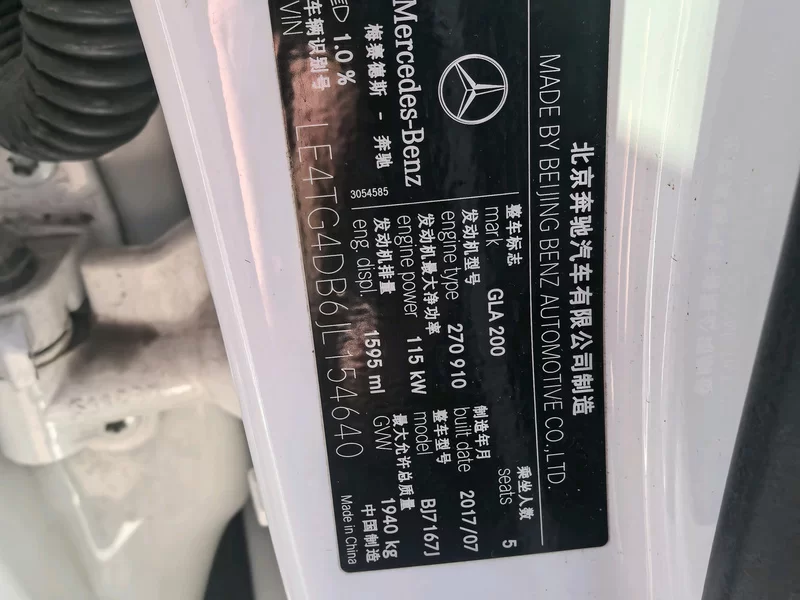 北京奔驰汽车有限公司制造
MADE BY BEIJING BENZ AUTOMOTIVE CO.,LTD.
Mercedes-Benz
梅赛德斯 - 奔驰
整车标志 mark GLA 200
乘坐人数 seats 5
发动机型号 engine type 270 910
制造年月 built date 2017/07
发动机最大净功率 engine power 115 kW
整车型号 model BJ7167J
发动机排量 eng. displ. 1595 ml
最大允许总质量 GVW 1940 kg
3054585
1.0 %
车辆识别号 VIN LE4TG4DB6JL154640
中国制造
Made in China